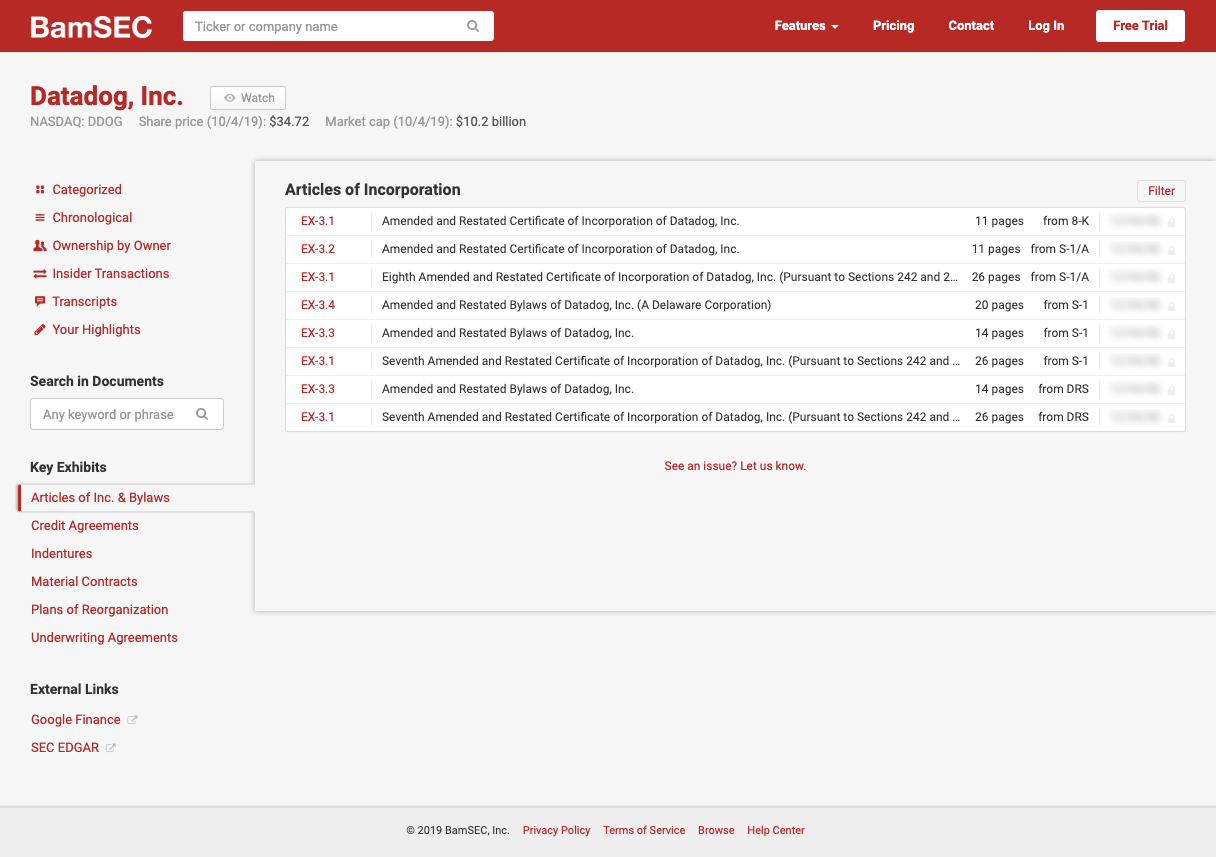 BamSEC Ticker or company name Features Pricing Contact Log In Free Trial
Datadog, Inc. Watch
NASDAQ: DDOG Share price (10/4/19): $34.72 Market cap (10/4/19): $10.2 billion
Categorized
Chronological
Ownership by Owner
Insider Transactions
Transcripts
Your Highlights
Search in Documents
Any keyword or phrase
Key Exhibits
Articles of Inc. & Bylaws
Credit Agreements
Indentures
Material Contracts
Plans of Reorganization
Underwriting Agreements
External Links
Google Finance
SEC EDGAR
Articles of Incorporation Filter
EX-3.1 Amended and Restated Certificate of Incorporation of Datadog, Inc. 11 pages from 8-K
EX-3.2 Amended and Restated Certificate of Incorporation of Datadog, Inc. 11 pages from S-1/A
EX-3.1 Eighth Amended and Restated Certificate of Incorporation of Datadog, Inc. (Pursuant to Sections 242 and 2... 26 pages from S-1/A
EX-3.4 Amended and Restated Bylaws of Datadog, Inc. (A Delaware Corporation) 20 pages from S-1
EX-3.3 Amended and Restated Bylaws of Datadog, Inc. 14 pages from S-1
EX-3.1 Seventh Amended and Restated Certificate of Incorporation of Datadog, Inc. (Pursuant to Sections 242 and ... 26 pages from S-1
EX-3.3 Amended and Restated Bylaws of Datadog, Inc. 14 pages from DRS
EX-3.1 Seventh Amended and Restated Certificate of Incorporation of Datadog, Inc. (Pursuant to Sections 242 and ... 26 pages from DRS
See an issue? Let us know.
© 2019 BamSEC, Inc. Privacy Policy Terms of Service Browse Help Center